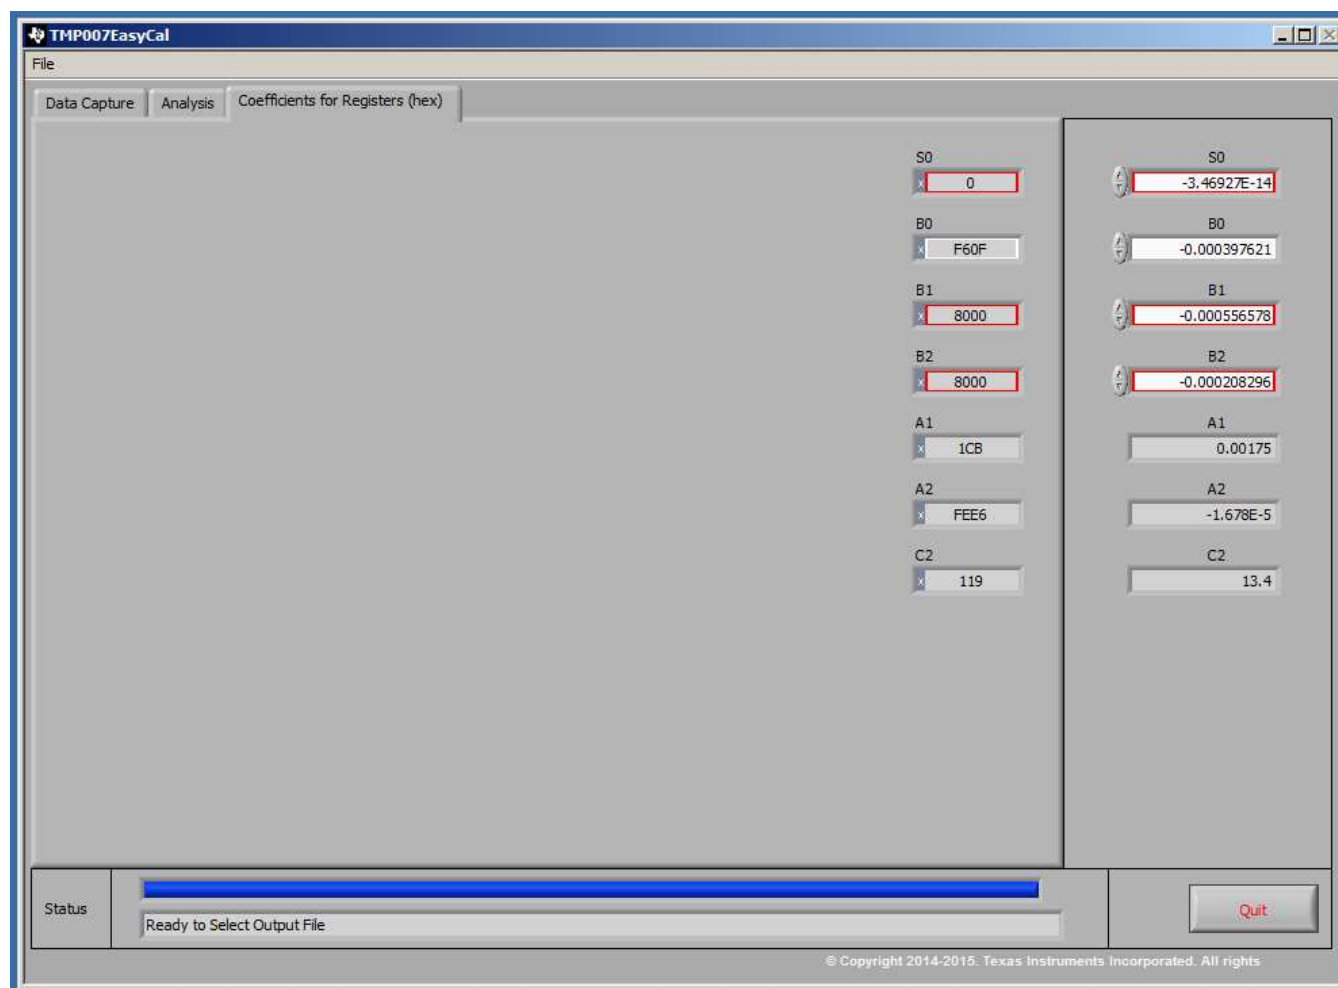 TMP007EasyCal
File
Data Capture Analysis Coefficients for Registers (hex)
S0 S0
x 0 -3.46927E-14
B0 B0
x F60F -0.000397621
B1 B1
x 8000 -0.000556578
B2 B2
x 8000 -0.000208296
A1 A1
x 1CB 0.00175
A2 A2
x FEE6 -1.678E-5
C2 C2
x 119 13.4
Status
Ready to Select Output File
Quit
© Copyright 2014-2015. Texas Instruments Incorporated. All rights